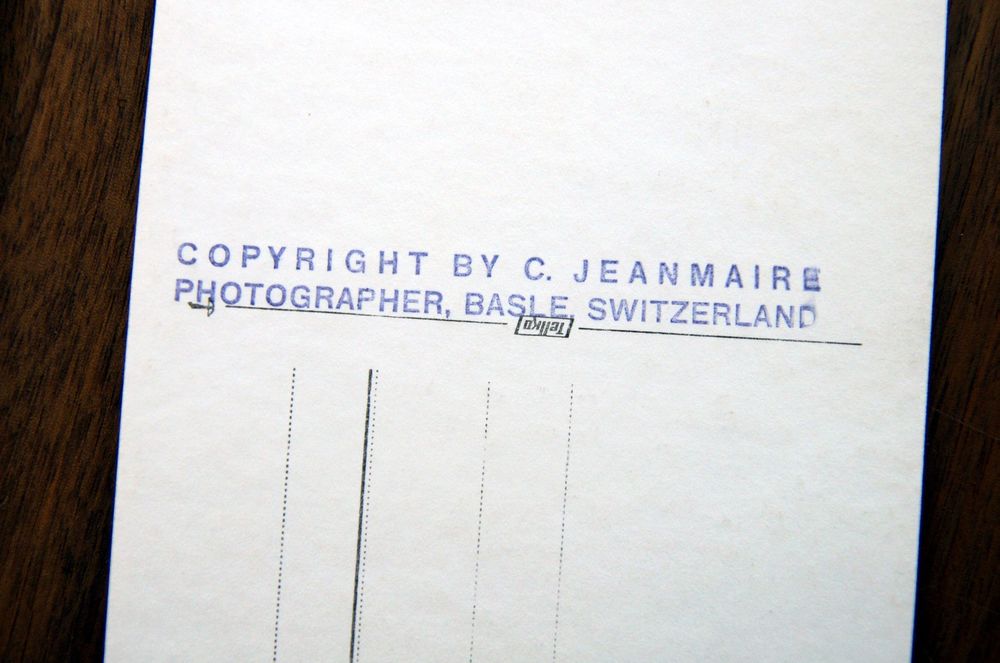 COPYRIGHT BY C. JEANMAIRE
PHOTOGRAPHER, BASLE, SWITZERLAND
Tellko